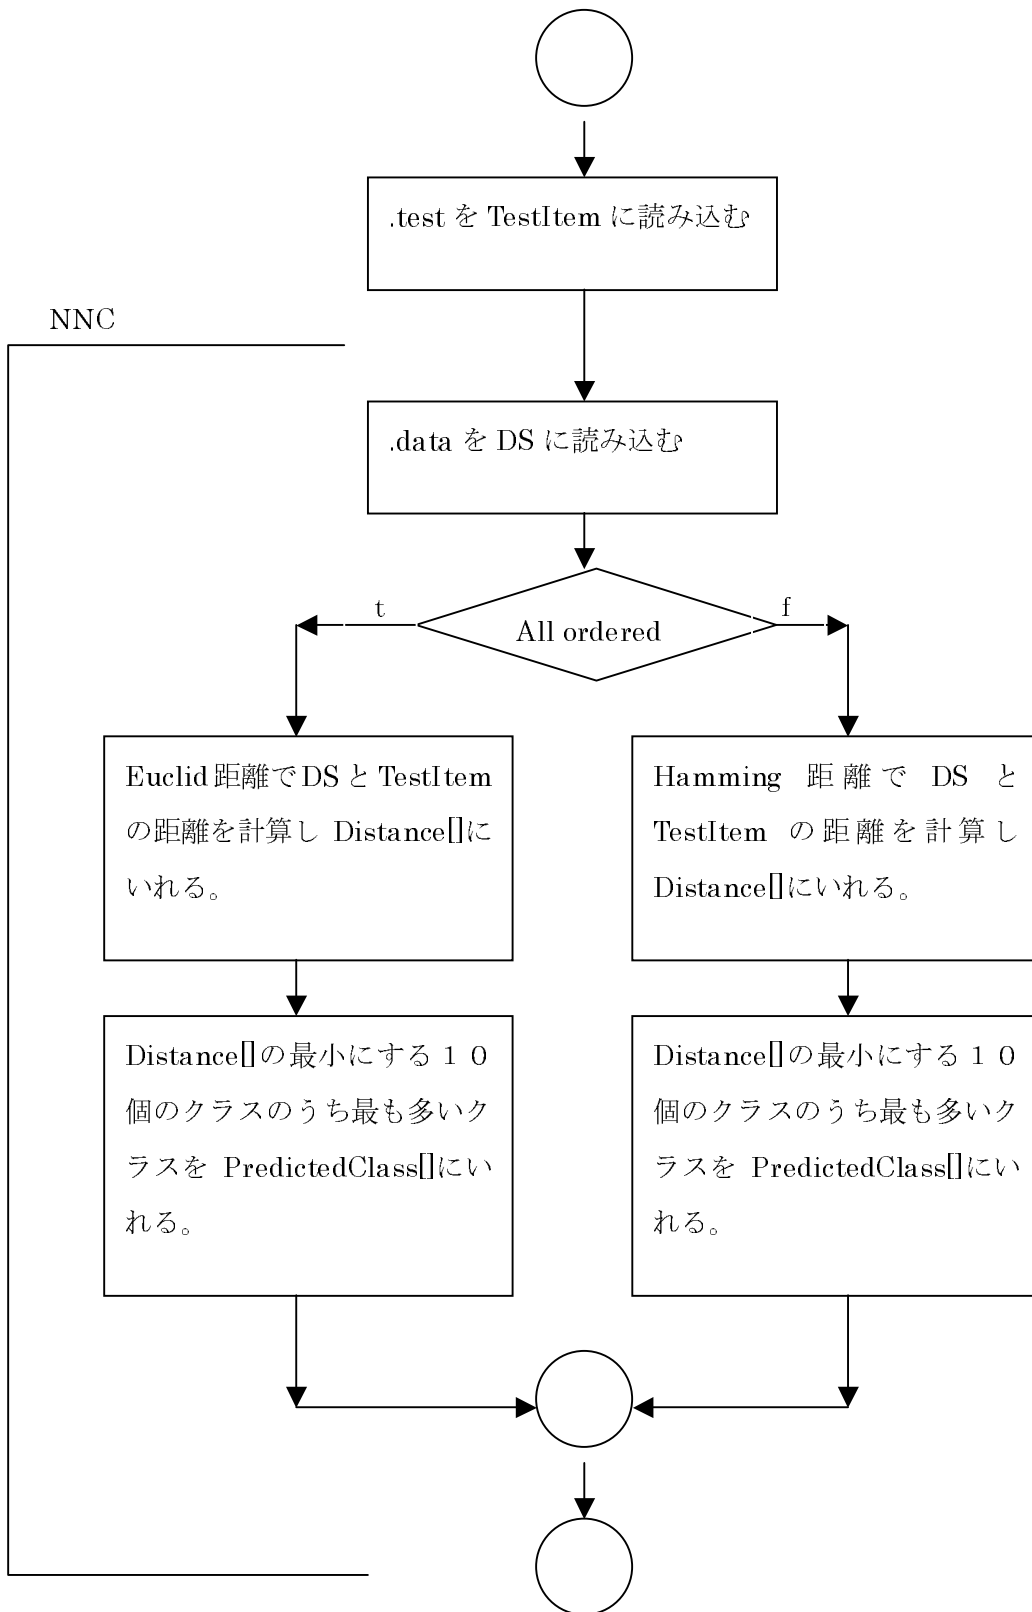 .test を TestItem に読み込む
NNC
.data を DS に読み込む
t
f
All ordered
Euclid 距離で DS と TestItem
の距離を計算し Distance[]に
いれる。
Hamming 距離で DS と
TestItem の距離を計算し
Distance[]にいれる。
Distance[]の最小にする１０
個のクラスのうち最も多いク
ラスを PredictedClass[]にい
れる。
Distance[]の最小にする１０
個のクラスのうち最も多いク
ラスを PredictedClass[]にい
れる。